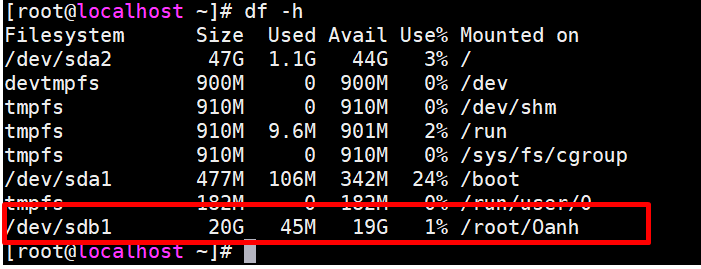 [root@localhost ~]# df -h
Filesystem      Size  Used Avail Use% Mounted on
/dev/sda2        47G  1.1G   44G   3% /
devtmpfs        900M     0  900M   0% /dev
tmpfs           910M     0  910M   0% /dev/shm
tmpfs           910M  9.6M  901M   2% /run
tmpfs           910M     0  910M   0% /sys/fs/cgroup
/dev/sda1       477M  106M  342M  24% /boot
tmpfs           182M     0  182M   0% /run/user/0
/dev/sdb1        20G   45M   19G   1% /root/Oanh
[root@localhost ~]#